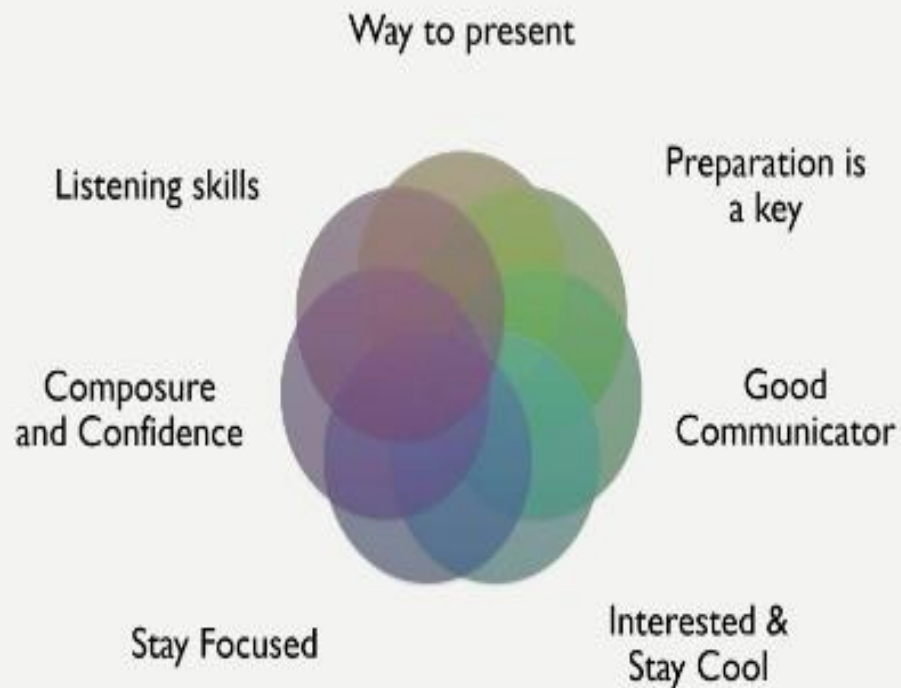 Way to present
Preparation is
a key
Good
Communicator
Interested &
Stay Cool
Stay Focused
Composure
and Confidence
Listening skills